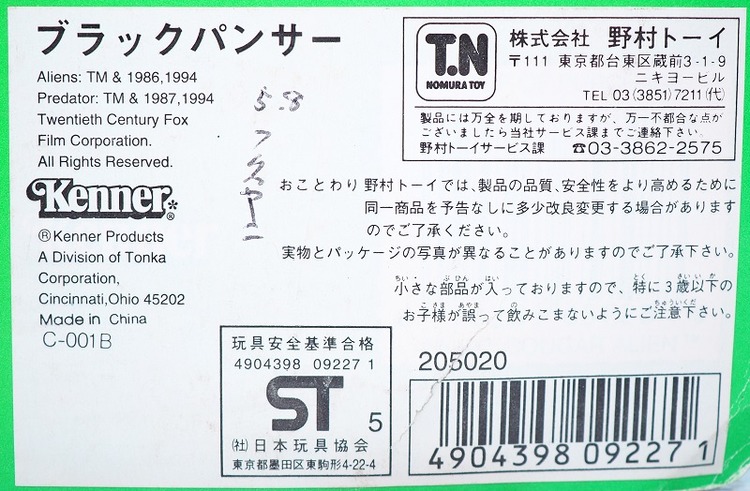 ブラックパンサー
Aliens: TM & 1986,1994
Predator: TM & 1987,1994
Twentieth Century Fox
Film Corporation.
All Rights Reserved.
Kenner®
®Kenner Products
A Division of Tonka
Corporation,
Cincinnati,Ohio 45202
Made in China
C-001B
5.8
T.N
NOMURA TOY
株式会社 野村トーイ
〒111 東京都台東区蔵前3-1-9
ニキヨービル
TEL 03(3851)7211(代)
製品には万全を期しておりますが、万一不都合な点が
ございましたら当社サービス課までご連絡下さい。
野村トーイサービス課 ☎03-3862-2575
おことわり 野村トーイでは、製品の品質、安全性をより高めるために
同一商品を予告なしに多少改良変更する場合があります
のでご了承ください。
実物とパッケージの写真が異なることがありますのでご了承下さい。
小さな部品が入っておりますので、特に3歳以下の
お子様が誤って飲みこまないようにご注意下さい。
玩具安全基準合格
4904398 09227 1
ST 5
(社)日本玩具協会
東京都墨田区東駒形4-22-4
205020
4904398 09227 1